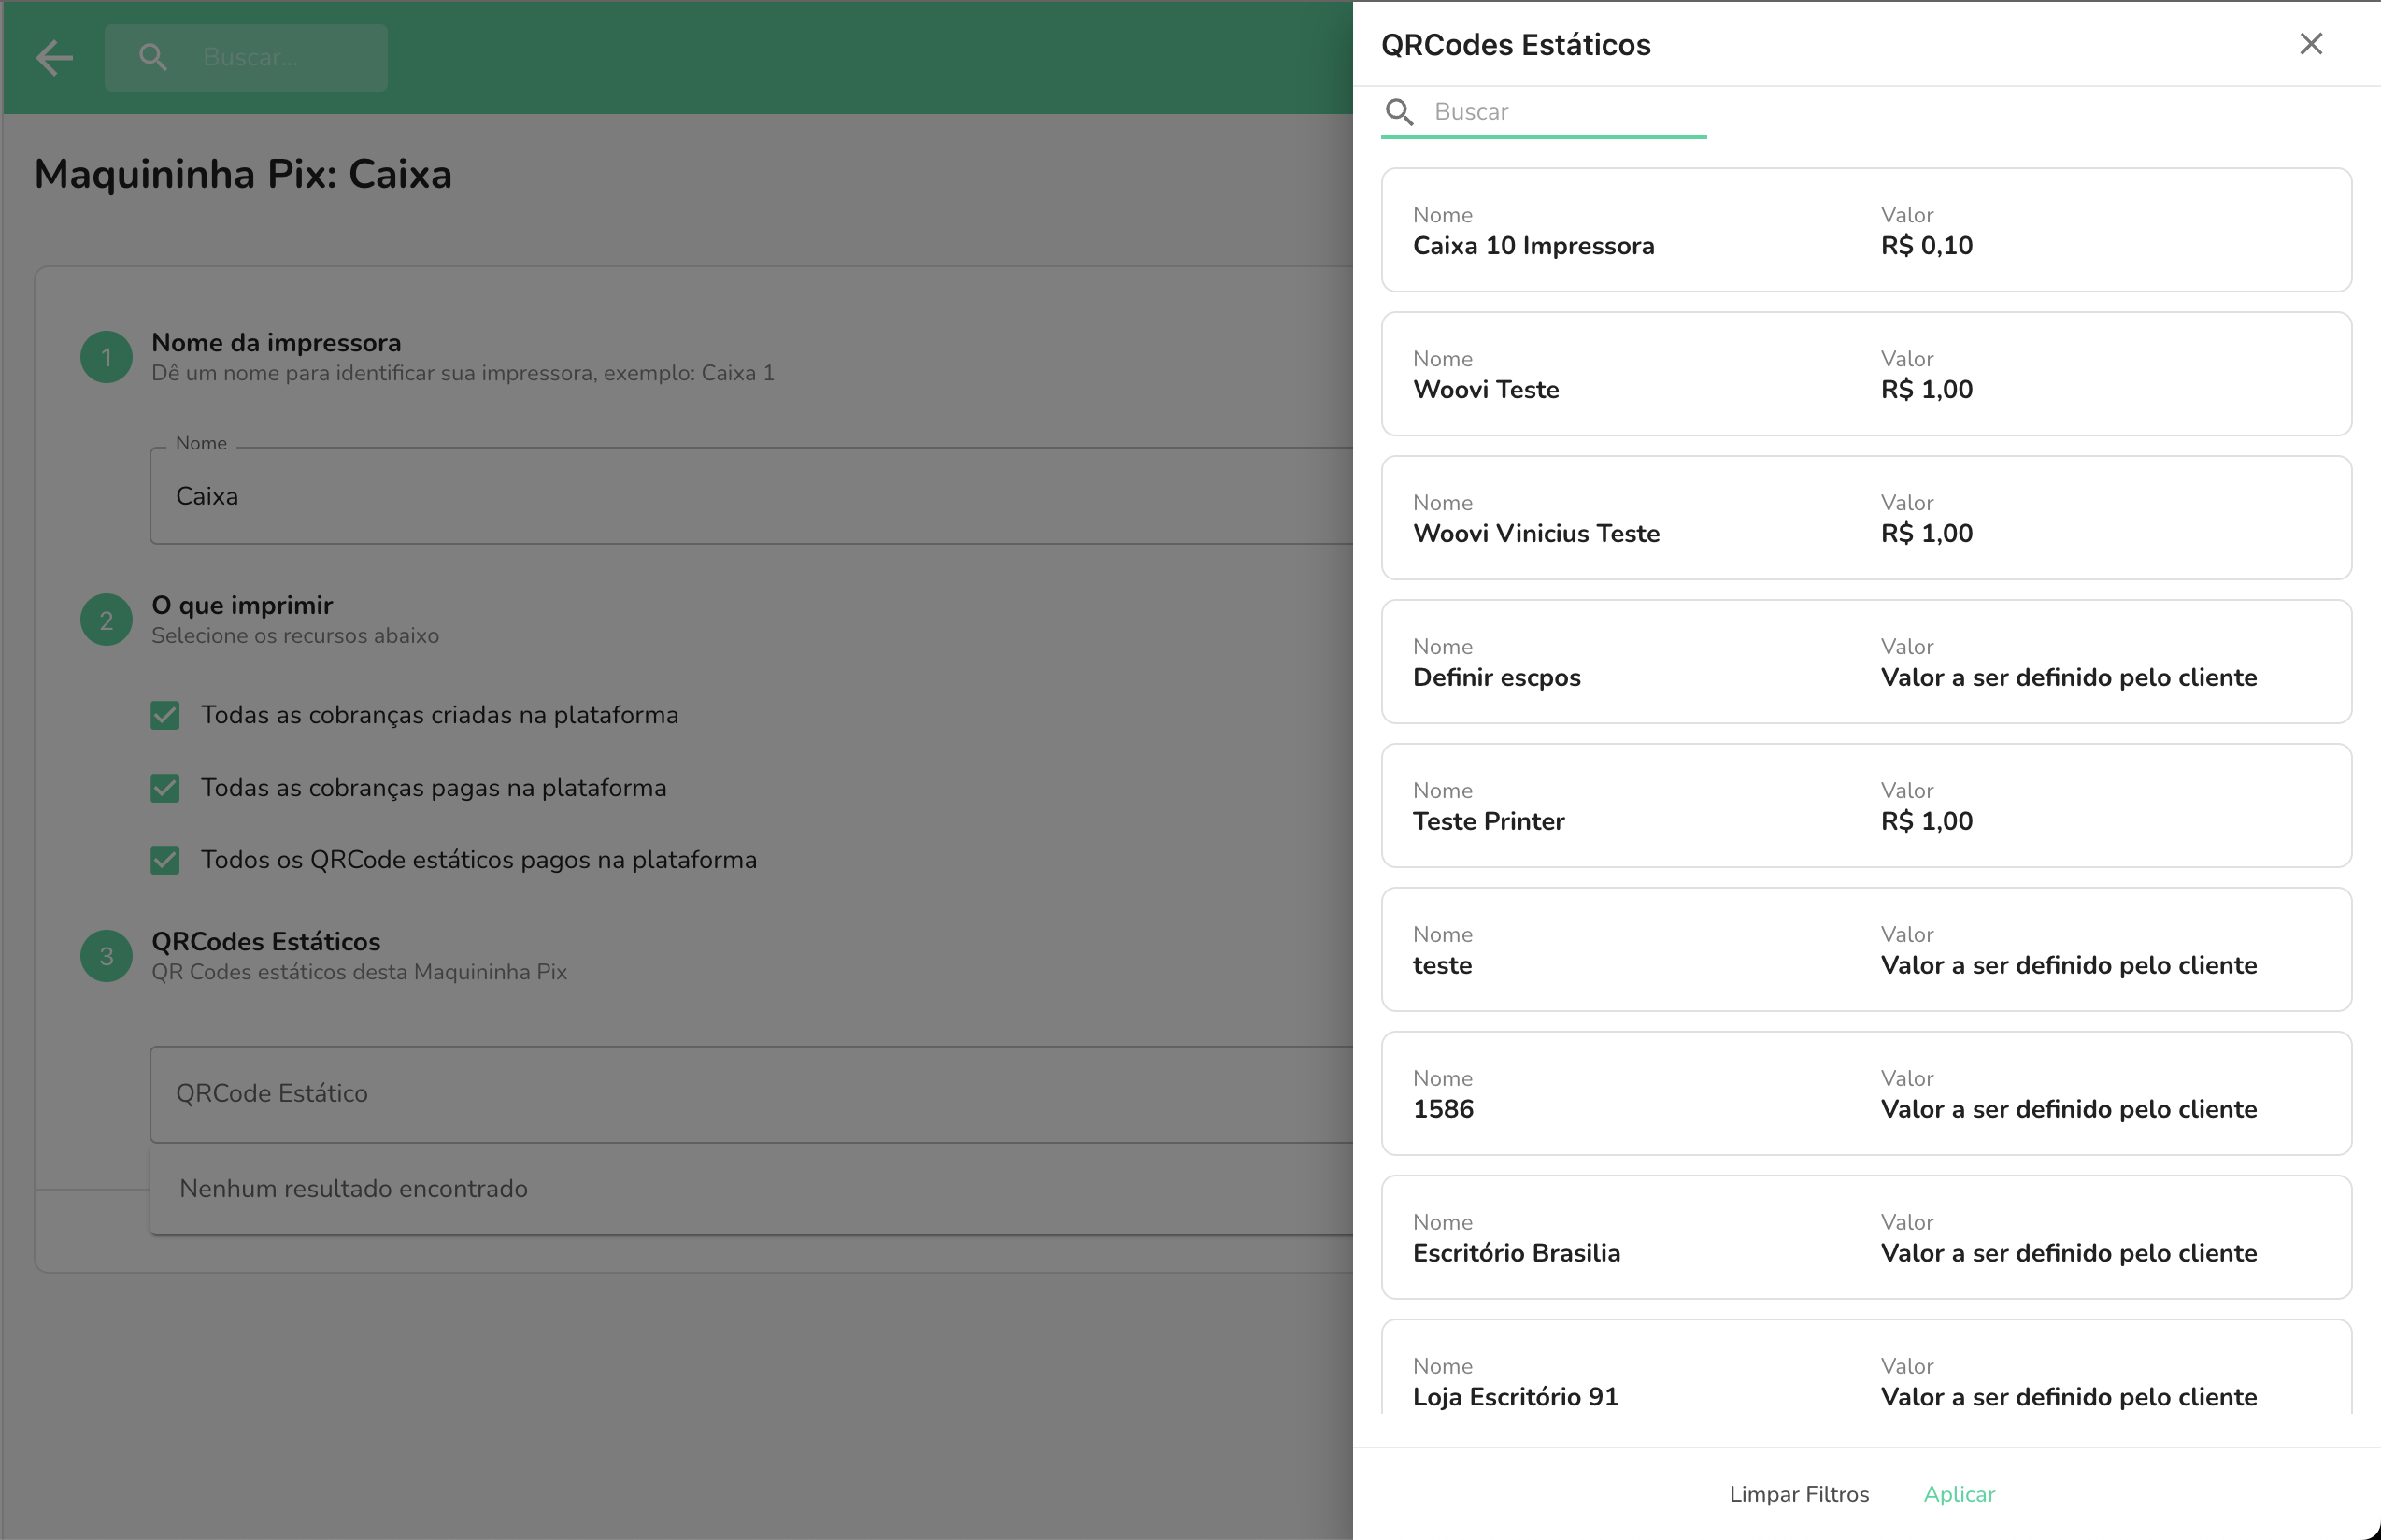 Buscar...
Maquininha Pix: Caixa
1
Nome da impressora
Dê um nome para identificar sua impressora, exemplo: Caixa 1
Nome
Caixa
2
O que imprimir
Selecione os recursos abaixo
Todas as cobranças criadas na plataforma
Todas as cobranças pagas na plataforma
Todos os QRCode estáticos pagos na plataforma
3
QRCodes Estáticos
QR Codes estáticos desta Maquininha Pix
QRCode Estático
Nenhum resultado encontrado
QRCodes Estáticos
Buscar
Nome Valor
Caixa 10 Impressora R$ 0,10
Nome Valor
Woovi Teste R$ 1,00
Nome Valor
Woovi Vinicius Teste R$ 1,00
Nome Valor
Definir escpos Valor a ser definido pelo cliente
Nome Valor
Teste Printer R$ 1,00
Nome Valor
teste Valor a ser definido pelo cliente
Nome Valor
1586 Valor a ser definido pelo cliente
Nome Valor
Escritório Brasilia Valor a ser definido pelo cliente
Nome Valor
Loja Escritório 91 Valor a ser definido pelo cliente
Limpar Filtros Aplicar